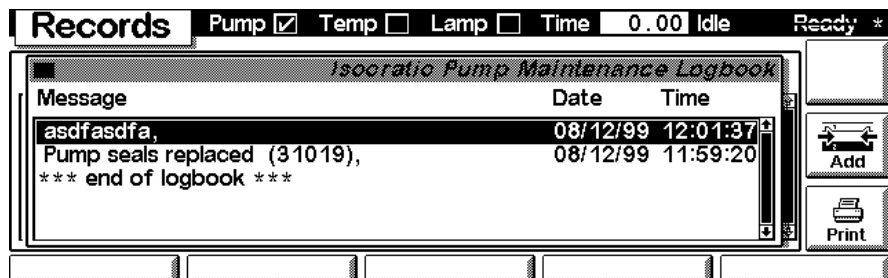 Records Pump Temp Lamp Time 0.00 Idle Ready *
Isocratic Pump Maintenance Logbook
Message Date Time
asdfasdfa, 08/12/99 12:01:37
Pump seals replaced (31019), 08/12/99 11:59:20
*** end of logbook ***
Add
Print